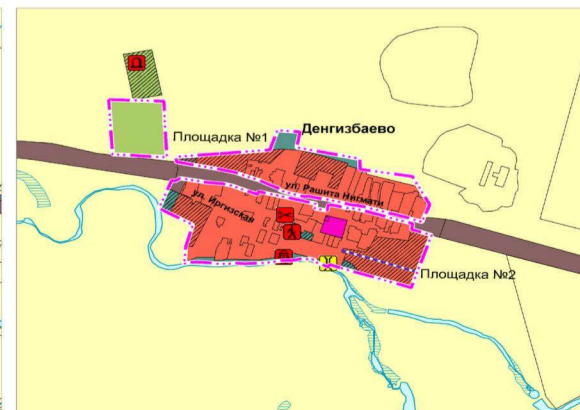 Денгизбаево
Площадка №1
ул. Рашита Нигмати
ул. Иргизская
Площадка №2